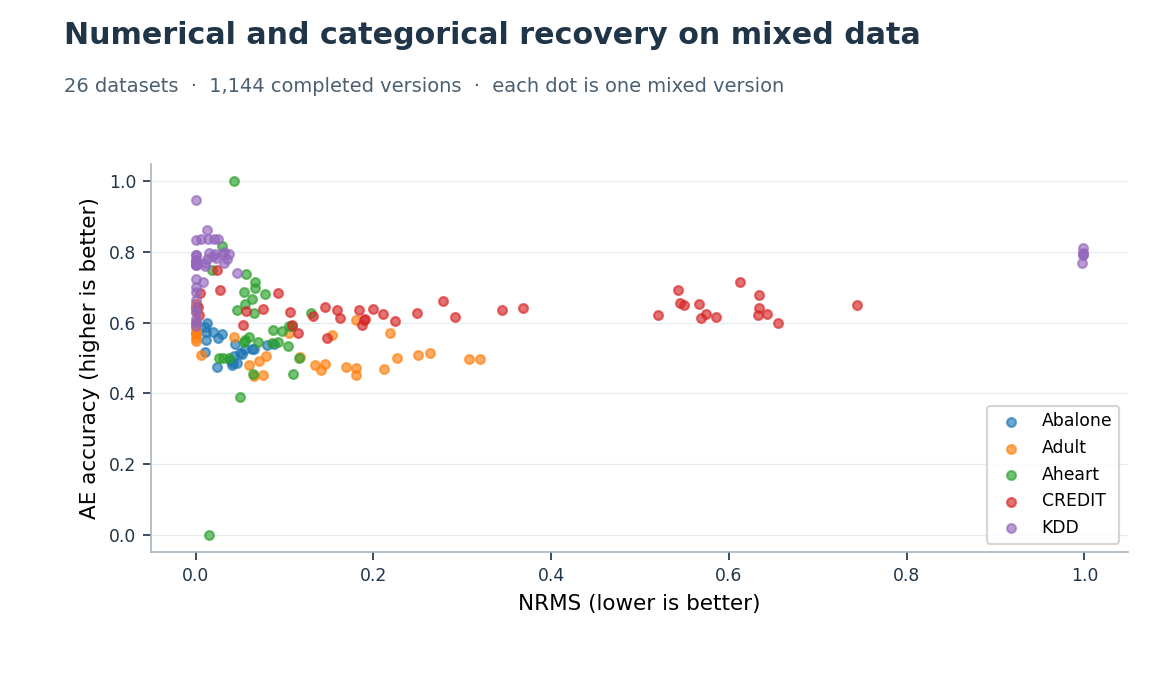 Numerical and categorical recovery on mixed data
26 datasets · 1,144 completed versions · each dot is one mixed version
AE accuracy (higher is better)
1.0
0.8
0.6
0.4
0.2
0.0
Abalone
Adult
Aheart
CREDIT
KDD
0.0 0.2 0.4 0.6 0.8 1.0
NRMS (lower is better)